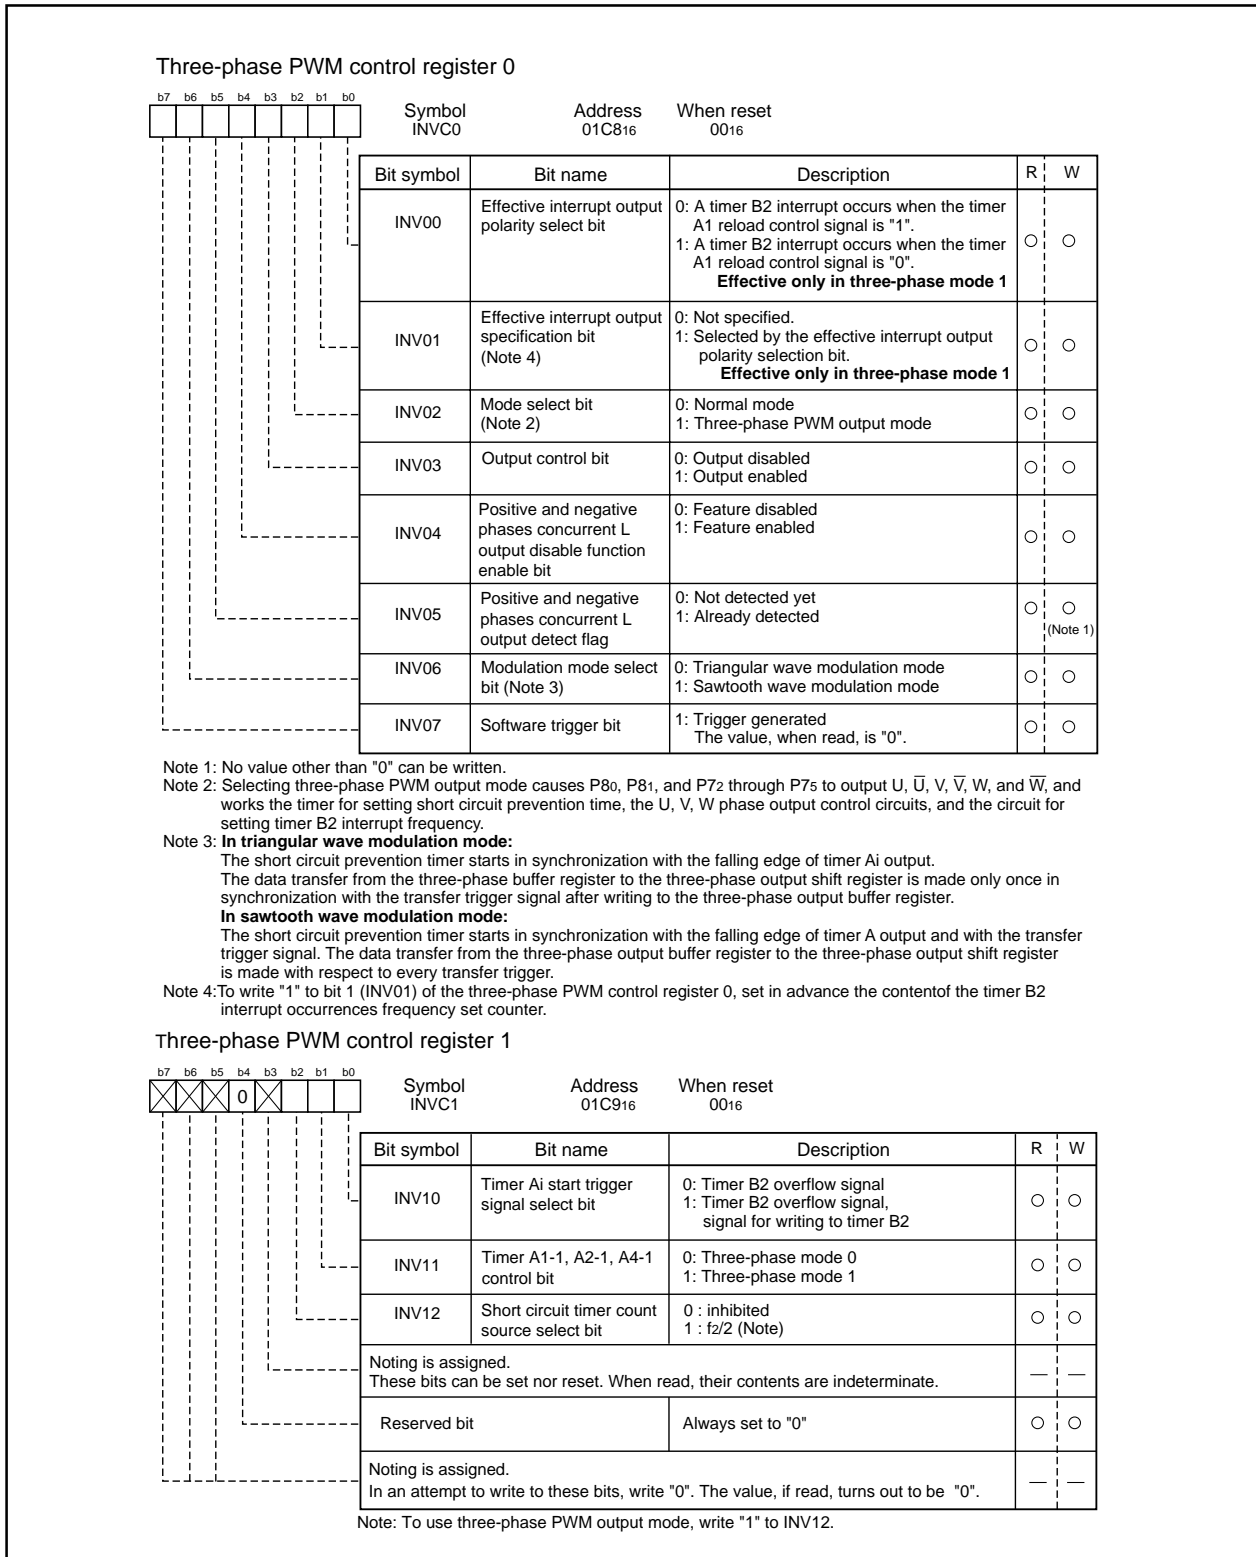 Three-phase PWM control register 0
b7 b6 b5 b4 b3 b2 b1 b0
Symbol Address When reset
INVC0 01C816 0016
Bit symbol Bit name Description R W
INV00 Effective interrupt output polarity select bit
0: A timer B2 interrupt occurs when the timer
A1 reload control signal is "1".
1: A timer B2 interrupt occurs when the timer
A1 reload control signal is "0".
Effective only in three-phase mode 1
INV01 Effective interrupt output specification bit (Note 4)
0: Not specified.
1: Selected by the effective interrupt output
polarity selection bit.
Effective only in three-phase mode 1
INV02 Mode select bit (Note 2)
0: Normal mode
1: Three-phase PWM output mode
INV03 Output control bit
0: Output disabled
1: Output enabled
INV04 Positive and negative phases concurrent L output disable function enable bit
0: Feature disabled
1: Feature enabled
INV05 Positive and negative phases concurrent L output detect flag
0: Not detected yet
1: Already detected
(Note 1)
INV06 Modulation mode select bit (Note 3)
0: Triangular wave modulation mode
1: Sawtooth wave modulation mode
INV07 Software trigger bit
1: Trigger generated
The value, when read, is "0".
Note 1: No value other than "0" can be written.
Note 2: Selecting three-phase PWM output mode causes P80, P81, and P72 through P75 to output U, U̅, V, V̅, W, and W̅, and
works the timer for setting short circuit prevention time, the U, V, W phase output control circuits, and the circuit for
setting timer B2 interrupt frequency.
Note 3: In triangular wave modulation mode:
The short circuit prevention timer starts in synchronization with the falling edge of timer Ai output.
The data transfer from the three-phase buffer register to the three-phase output shift register is made only once in
synchronization with the transfer trigger signal after writing to the three-phase output buffer register.
In sawtooth wave modulation mode:
The short circuit prevention timer starts in synchronization with the falling edge of timer A output and with the transfer
trigger signal. The data transfer from the three-phase output buffer register to the three-phase output shift register
is made with respect to every transfer trigger.
Note 4:To write "1" to bit 1 (INV01) of the three-phase PWM control register 0, set in advance the contentof the timer B2
interrupt occurrences frequency set counter.
Three-phase PWM control register 1
b7 b6 b5 b4 b3 b2 b1 b0
0
Symbol Address When reset
INVC1 01C916 0016
Bit symbol Bit name Description R W
INV10 Timer Ai start trigger signal select bit
0: Timer B2 overflow signal
1: Timer B2 overflow signal,
signal for writing to timer B2
INV11 Timer A1-1, A2-1, A4-1 control bit
0: Three-phase mode 0
1: Three-phase mode 1
INV12 Short circuit timer count source select bit
0 : inhibited
1 : f2/2 (Note)
Noting is assigned.
These bits can be set nor reset. When read, their contents are indeterminate.
— —
Reserved bit Always set to "0"
Noting is assigned.
In an attempt to write to these bits, write "0". The value, if read, turns out to be "0".
— —
Note: To use three-phase PWM output mode, write "1" to INV12.